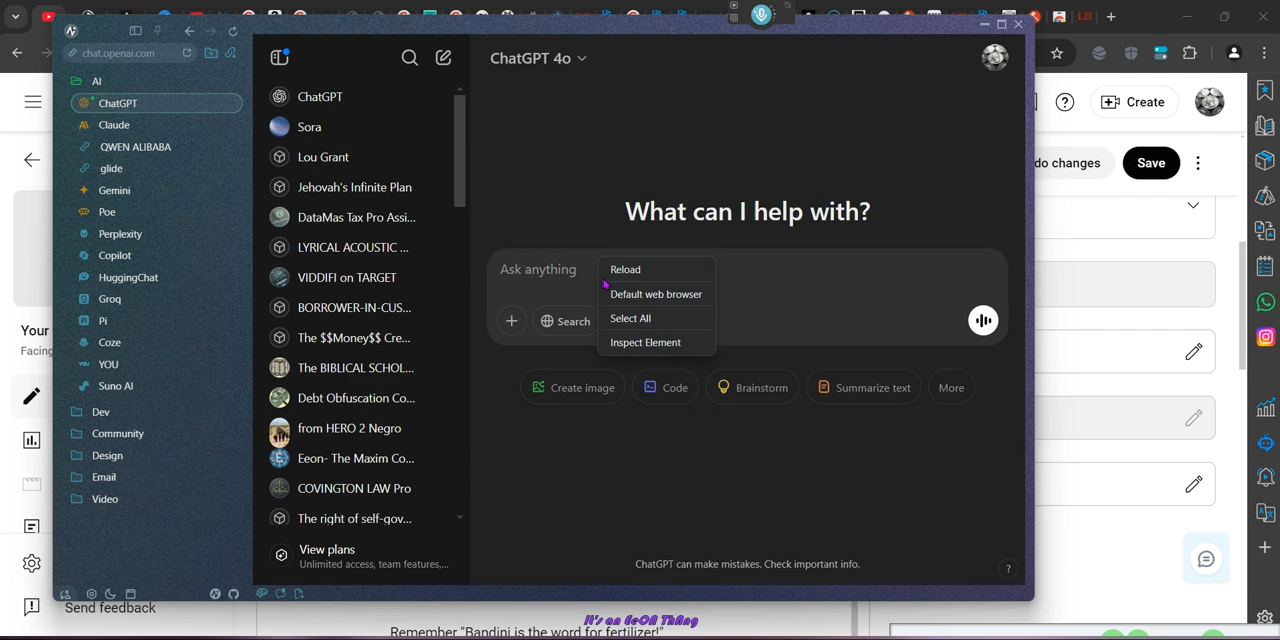 chat.openai.com
AI
ChatGPT
Claude
QWEN ALIBABA
glide
Gemini
Poe
Perplexity
Copilot
HuggingChat
Groq
Pi
Coze
YOU
YOU
Suno AI
Dev
Community
Design
Email
Video
ChatGPT
Sora
Lou Grant
Jehovah's Infinite Plan
DataMas Tax Pro Assi...
LYRICAL ACOUSTIC ...
VIDDIFI on TARGET
BORROWER-IN-CUS...
The $$Money$$ Cre...
The BIBLICAL SCHOL...
Debt Obfuscation Co...
from HERO 2 Negro
Eeon- The Maxim Co...
COVINGTON LAW Pro
The right of self-gov...
View plans
Unlimited access, team features,...
ChatGPT 4o
What can I help with?
Ask anything
Search
Reload
Default web browser
Select All
Inspect Element
Create image
Code
Brainstorm
Summarize text
More
ChatGPT can make mistakes. Check important info.
?
Create
do changes
Save
Your
Facing
Send feedback
It's an EeON Thang
Remember "Bandini is the word for fertilizer!"